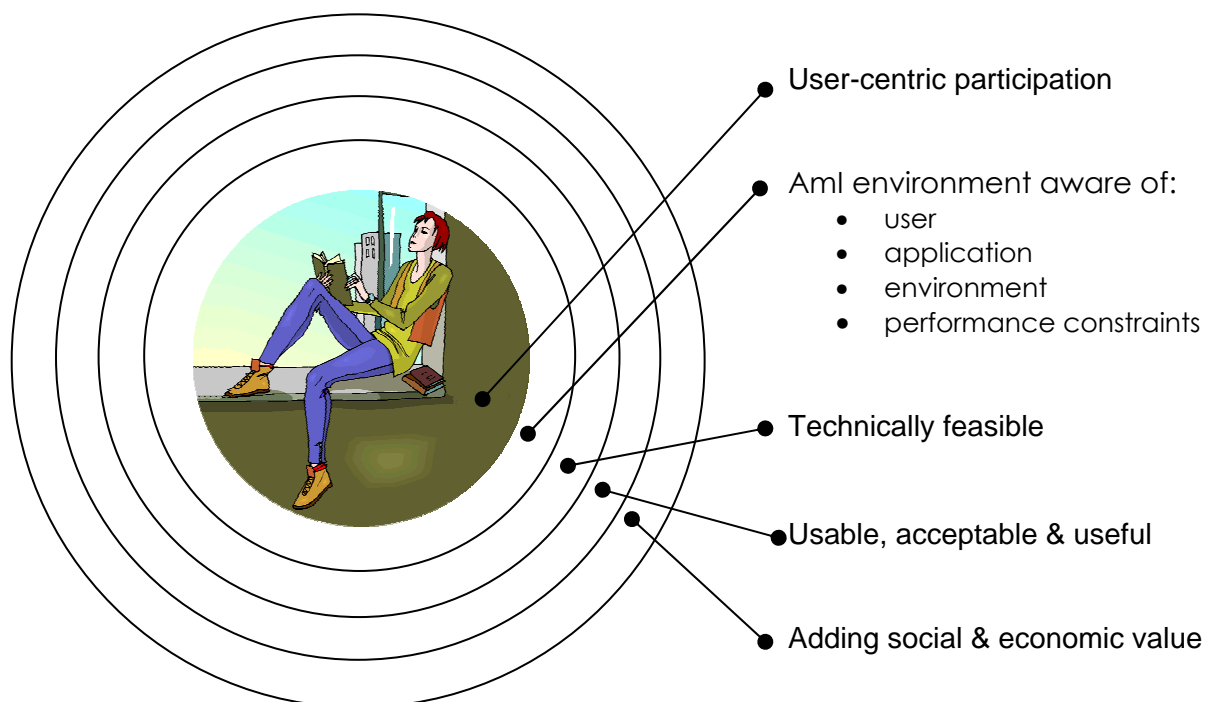 User-centric participation
AmI environment aware of:
• user
• application
• environment
• performance constraints
Technically feasible
Usable, acceptable & useful
Adding social & economic value